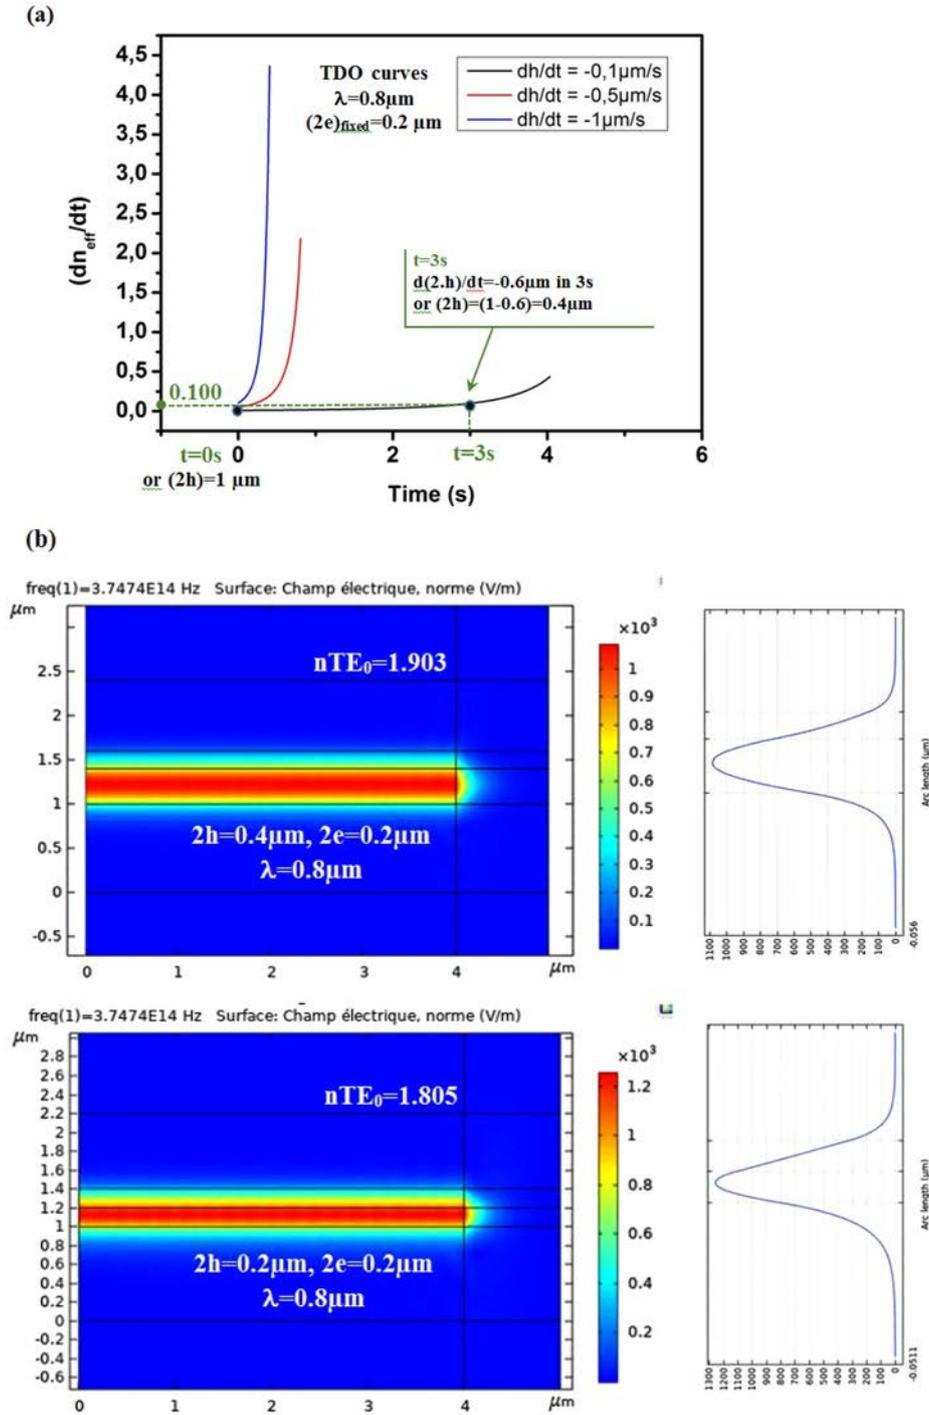 (a)
4,5
4,0
3,5
3,0
2,5
2,0
1,5
1,0
0,5
0,0
(dn_eff/dt)
TDO curves
λ=0.8µm
(2e)fixed=0.2 µm
dh/dt = -0,1µm/s
dh/dt = -0,5µm/s
dh/dt = -1µm/s
t=3s
d(2.h)/dt=-0.6µm in 3s
or (2h)=(1-0.6)=0.4µm
0.100
t=0s 0 2 t=3s 4 6
or (2h)=1 µm
Time (s)
(b)
freq(1)=3.7474E14 Hz Surface: Champ électrique, norme (V/m)
µm
2.5
2
1.5
1
0.5
0
-0.5
nTE₀=1.903
2h=0.4µm, 2e=0.2µm
λ=0.8µm
0 1 2 3 4 µm
×10³
1
0.9
0.8
0.7
0.6
0.5
0.4
0.3
0.2
0.1
Arc length (µm)
-0.056
1100 1000 900 800 700 600 500 400 300 200 100 0
freq(1)=3.7474E14 Hz Surface: Champ électrique, norme (V/m)
µm
2.8
2.6
2.4
2.2
2
1.8
1.6
1.4
1.2
1
0.8
0.6
0.4
0.2
0
-0.2
-0.4
-0.6
nTE₀=1.805
2h=0.2µm, 2e=0.2µm
λ=0.8µm
0 1 2 3 4 µm
×10³
1.2
1
0.8
0.6
0.4
0.2
Arc length (µm)
-0.0511
1300 1200 1100 1000 900 800 700 600 500 400 300 200 100 0